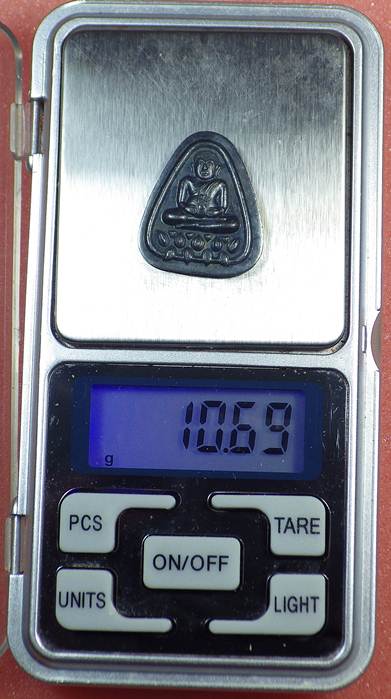 10.69
g
PCS
TARE
ON/OFF
UNITS
LIGHT